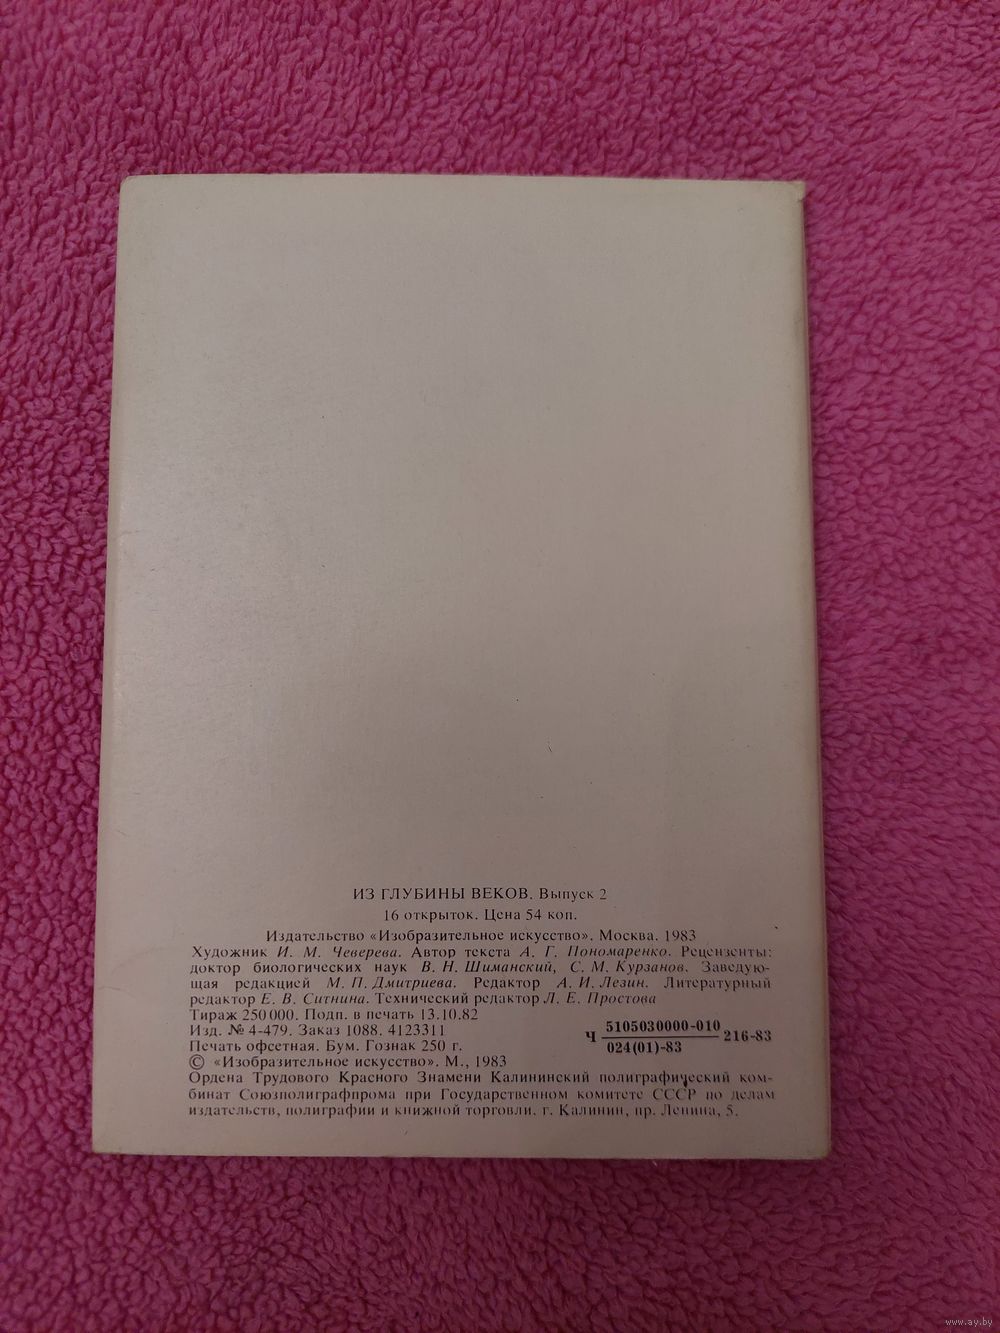 ИЗ ГЛУБИНЫ ВЕКОВ. Выпуск 2
16 открыток. Цена 54 коп.
Издательство «Изобразительное искусство». Москва. 1983
Художник И. М. Чеверева. Автор текста А. Г. Пономаренко. Рецензенты:
доктор биологических наук В. Н. Шиманский, С. М. Курзанов. Заведую-
щая редакцией М. П. Дмитриева. Редактор А. И. Лезин. Литературный
редактор Е. В. Ситнина. Технический редактор Л. Е. Простова
Тираж 250 000. Подп. в печать 13.10.82
Изд. № 4-479. Заказ 1088. 4123311
Печать офсетная. Бум. Гознак 250 г.
Ч 5105030000-010 216-83
024(01)-83
© «Изобразительное искусство». М., 1983
Ордена Трудового Красного Знамени Калининский полиграфический ком-
бинат Союзполиграфпрома при Государственном комитете СССР по делам
издательств, полиграфии и книжной торговли. г. Калинин, пр. Ленина, 5.
www.ay.by